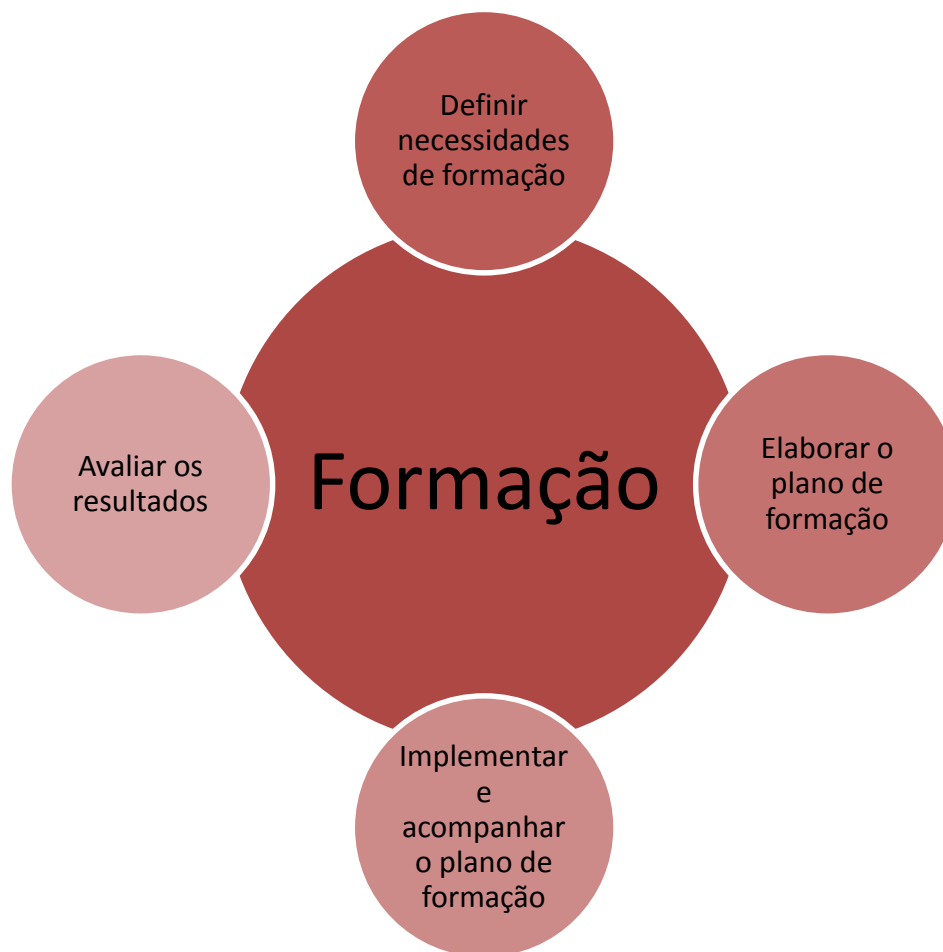 Definir
necessidades
de formação
Formação
Elaborar o
plano de
formação
Implementar
e
acompanhar
o plano de
formação
Avaliar os
resultados